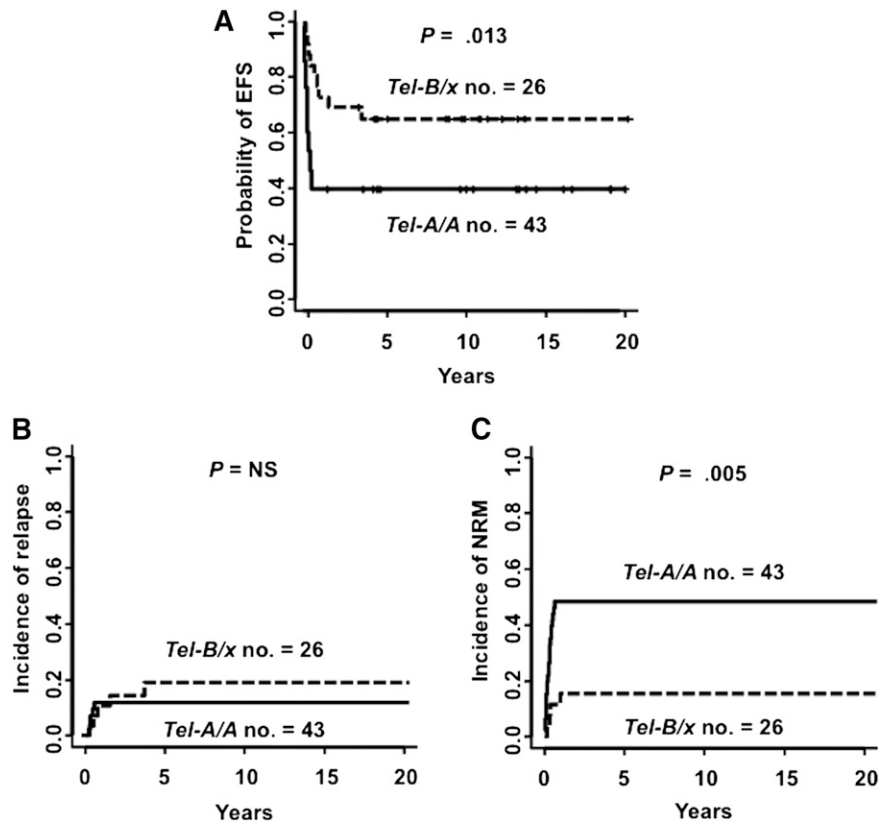 A
P = .013
Tel-B/x no. = 26
Tel-A/A no. = 43
Probability of EFS
0.0 0.2 0.4 0.6 0.8 1.0
0 5 10 15 20
Years
B
P = NS
Tel-B/x no. = 26
Tel-A/A no. = 43
Incidence of relapse
0.0 0.2 0.4 0.6 0.8 1.0
0 5 10 15 20
Years
C
P = .005
Tel-A/A no. = 43
Tel-B/x no. = 26
Incidence of NRM
0.0 0.2 0.4 0.6 0.8 1.0
0 5 10 15 20
Years